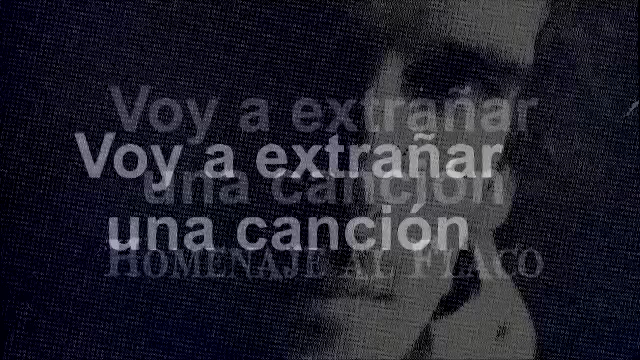 Voy a extrañar
Voy a extrañar
una canción
una canción
HOMENAJE AL FLACO